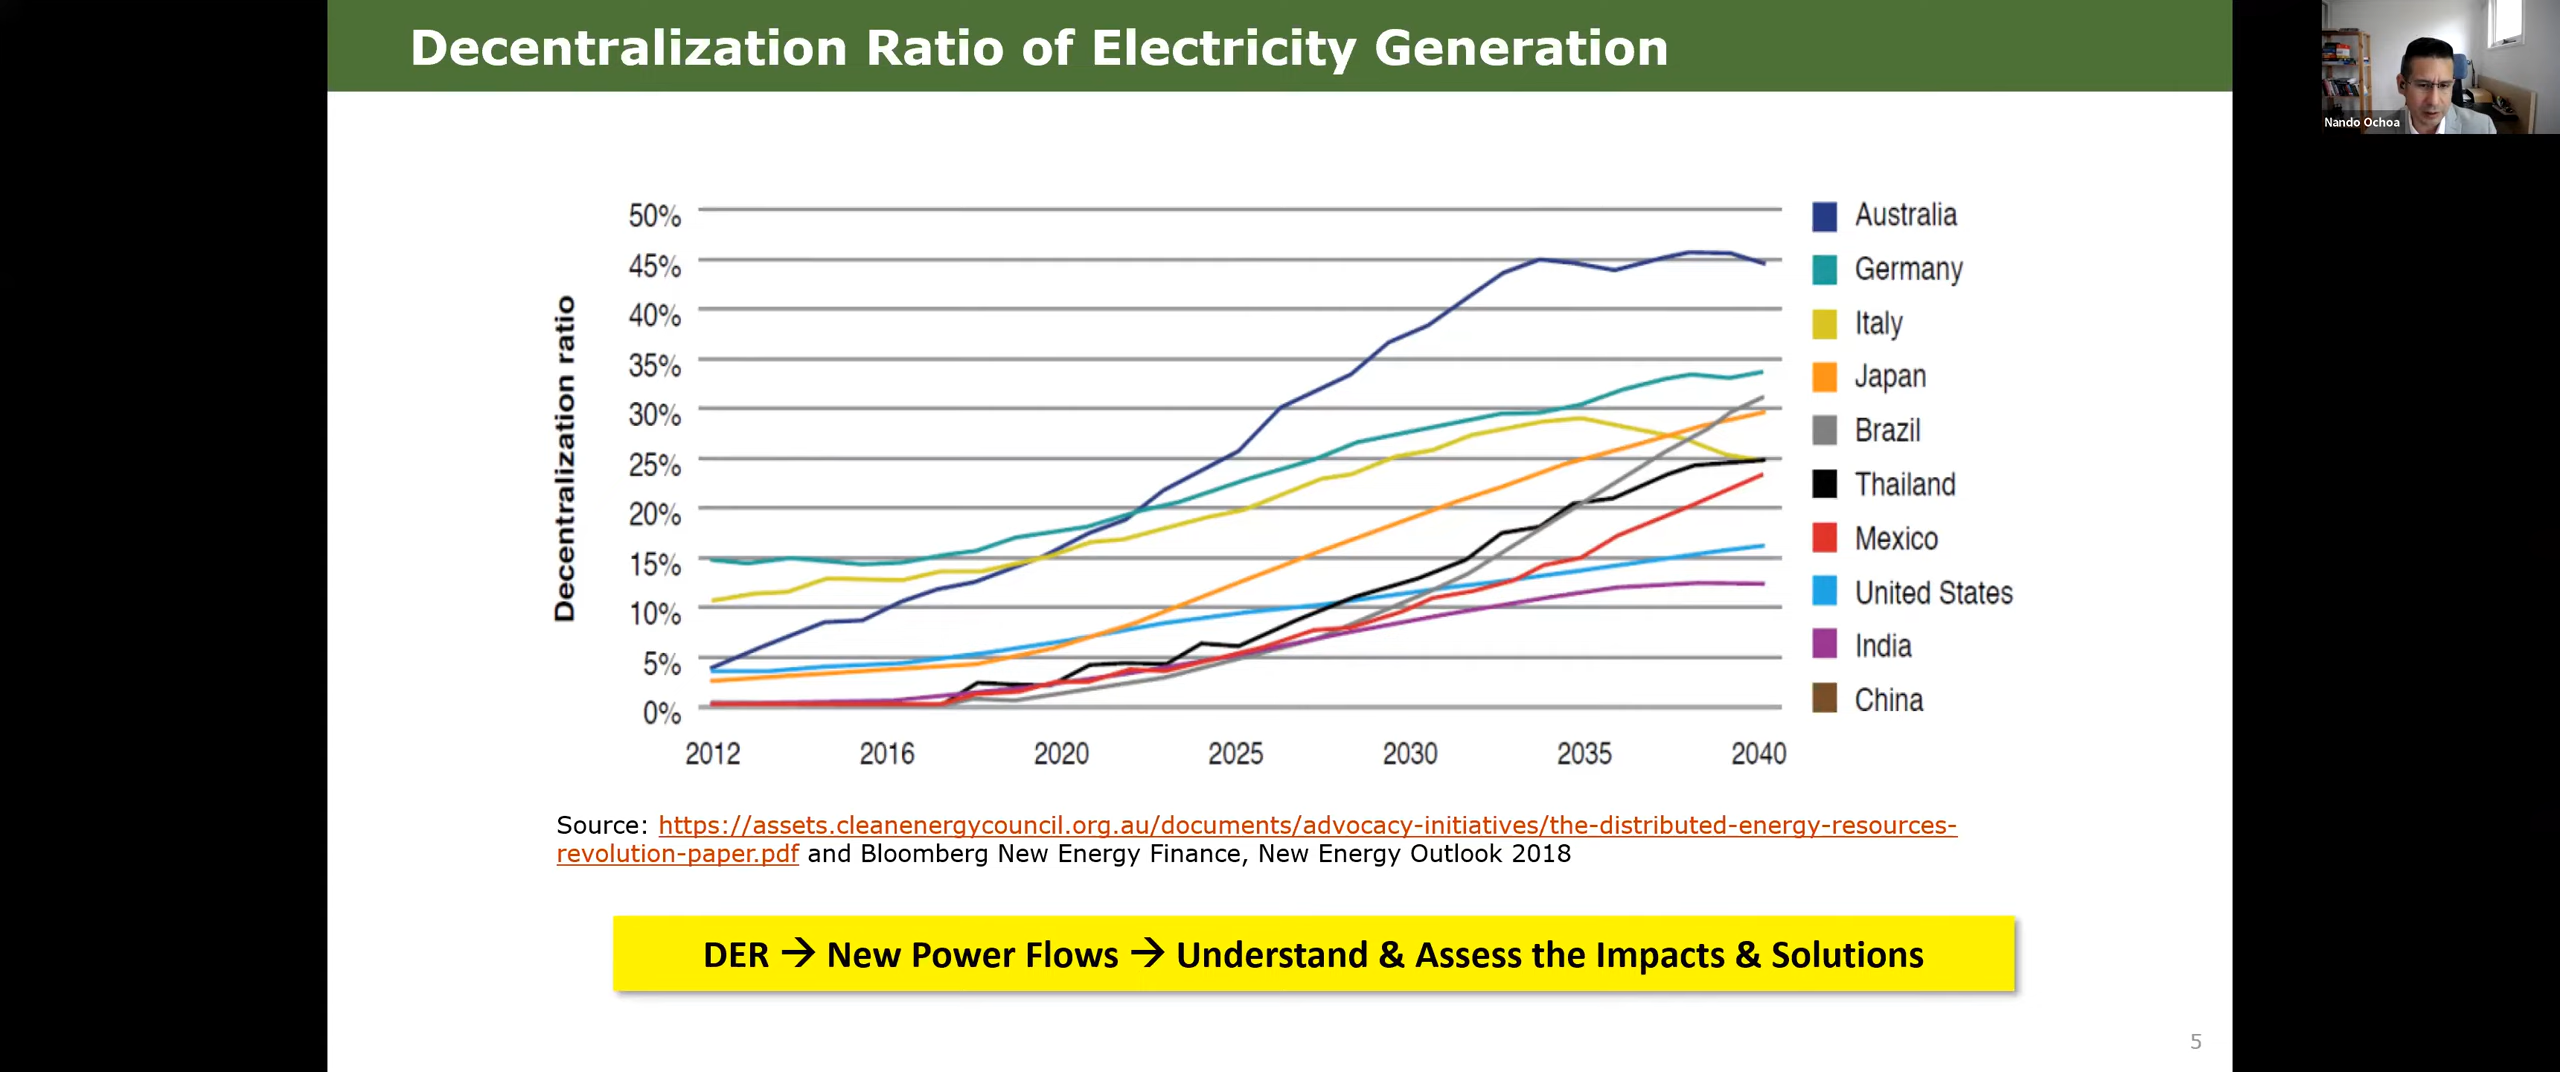 Decentralization Ratio of Electricity Generation
Nando Ochoa
Decentralization ratio
50%
45%
40%
35%
30%
25%
20%
15%
10%
5%
0%
2012 2016 2020 2025 2030 2035 2040
Australia
Germany
Italy
Japan
Brazil
Thailand
Mexico
United States
India
China
Source: https://assets.cleanenergycouncil.org.au/documents/advocacy-initiatives/the-distributed-energy-resources-
revolution-paper.pdf and Bloomberg New Energy Finance, New Energy Outlook 2018
DER → New Power Flows → Understand & Assess the Impacts & Solutions
5